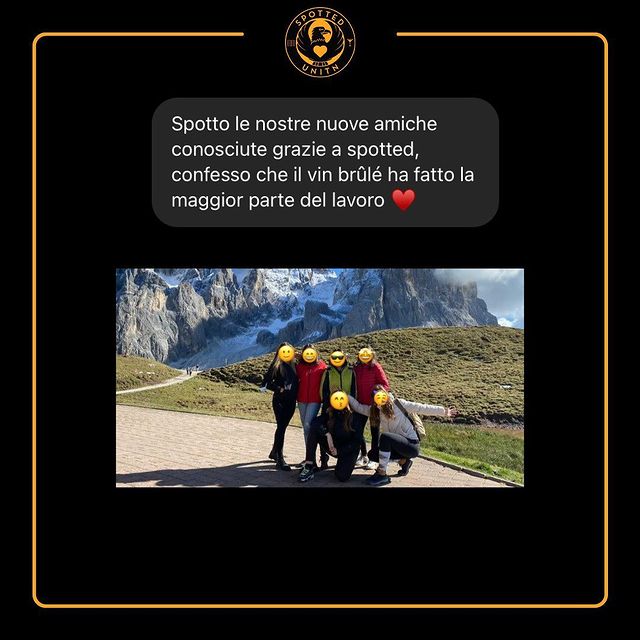 SPOTTED
UNITN
Spotto le nostre nuove amiche
conosciute grazie a spotted,
confesso che il vin brûlé ha fatto la
maggior parte del lavoro ♥️